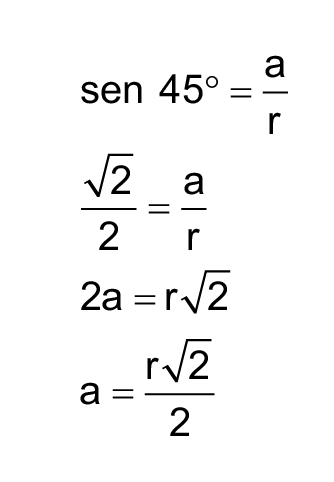 sen 45° = a/r
√2/2 = a/r
2a = r√2
a = r√2/2